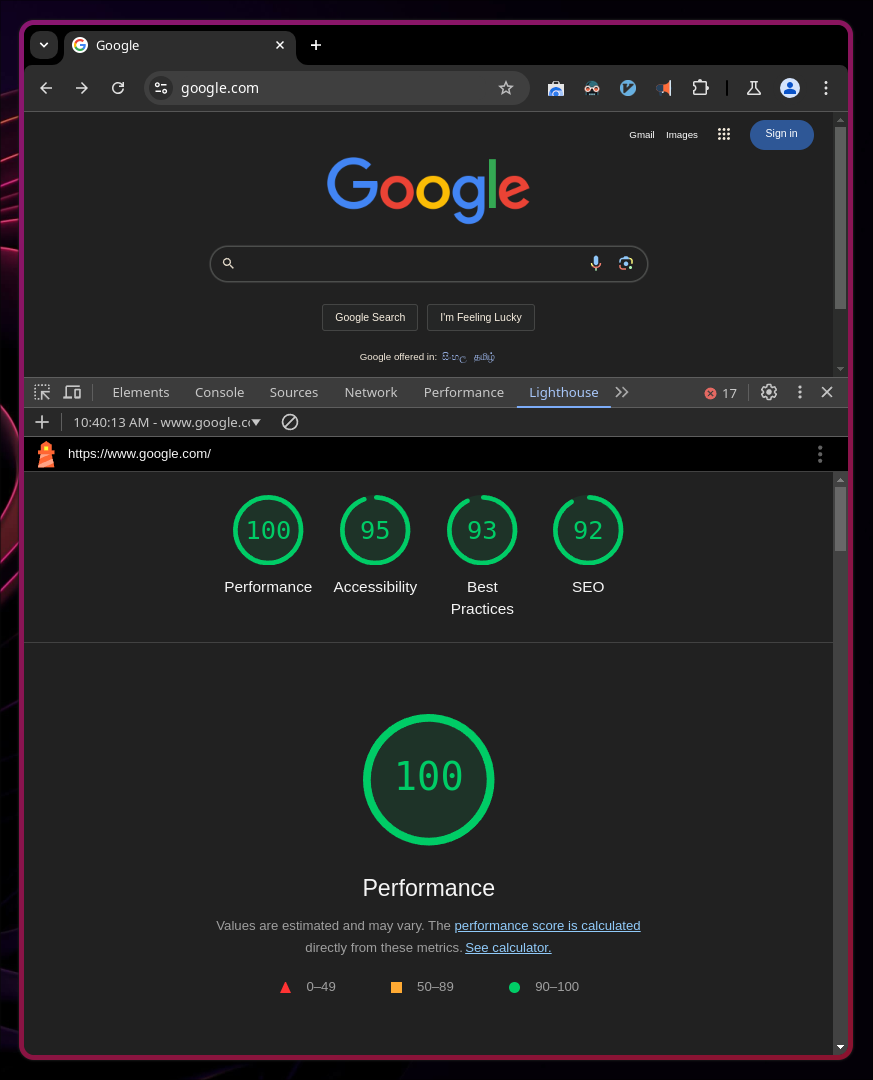 Google
google.com
Gmail Images Sign in
Google
Google Search I'm Feeling Lucky
Google offered in: සිංහල தமிழ்
Elements Console Sources Network Performance Lighthouse 17
10:40:13 AM - www.google.co
https://www.google.com/
100 95 93 92
Performance Accessibility Best Practices SEO
100
Performance
Values are estimated and may vary. The performance score is calculated
directly from these metrics. See calculator.
0–49 50–89 90–100